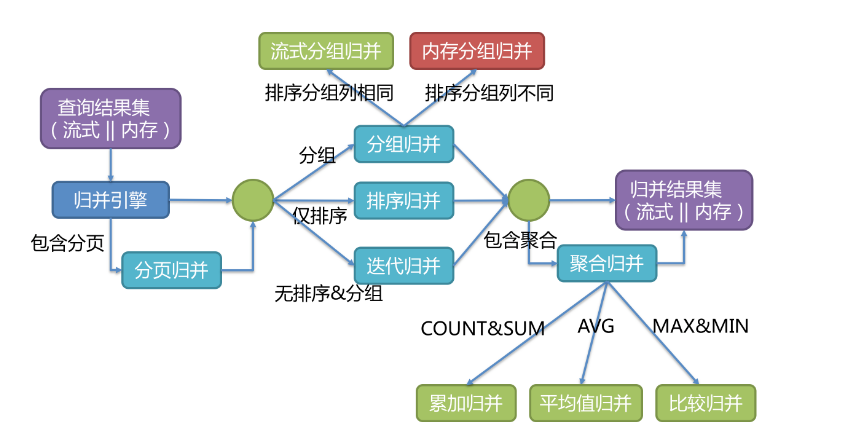 流式分组归并
内存分组归并
排序分组列相同
排序分组列不同
查询结果集
（流式 || 内存）
分组归并
分组
归并引擎
排序归并
仅排序
归并结果集
（流式 || 内存）
包含分页
分页归并
迭代归并
无排序&分组
包含聚合
聚合归并
COUNT&SUM
AVG
MAX&MIN
累加归并
平均值归并
比较归并